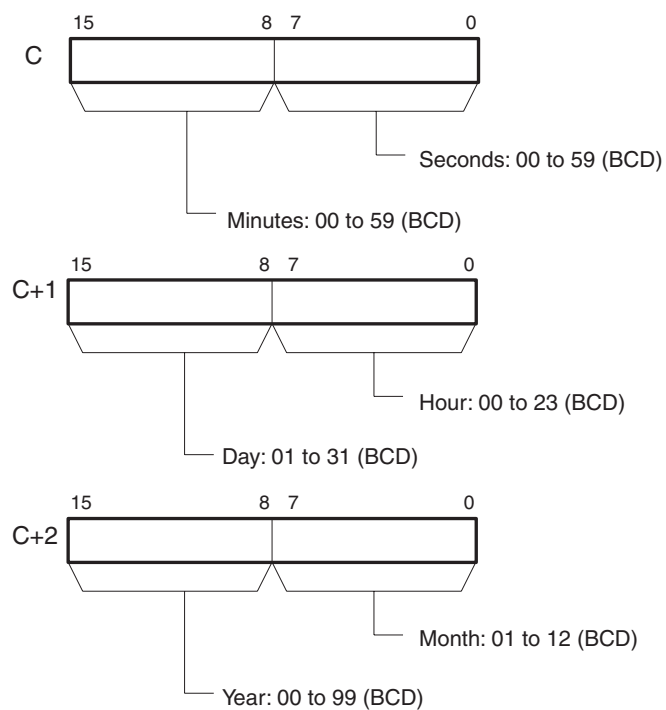 15 8 7 0
C
Seconds: 00 to 59 (BCD)
Minutes: 00 to 59 (BCD)
15 8 7 0
C+1
Hour: 00 to 23 (BCD)
Day: 01 to 31 (BCD)
15 8 7 0
C+2
Month: 01 to 12 (BCD)
Year: 00 to 99 (BCD)